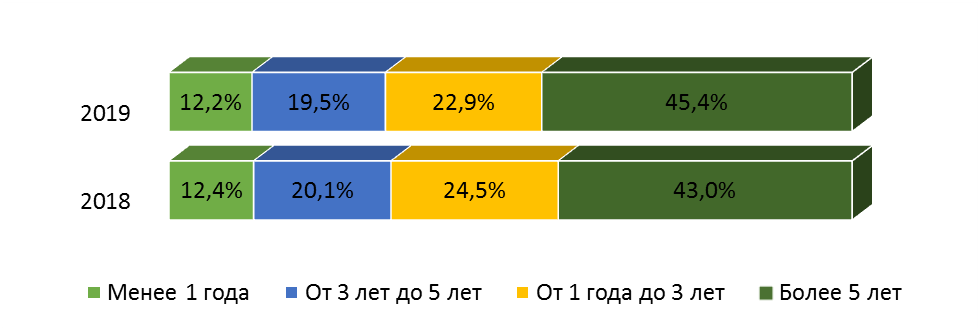 2019 12,2% 19,5% 22,9% 45,4%
2018 12,4% 20,1% 24,5% 43,0%
Менее 1 года От 3 лет до 5 лет От 1 года до 3 лет Более 5 лет